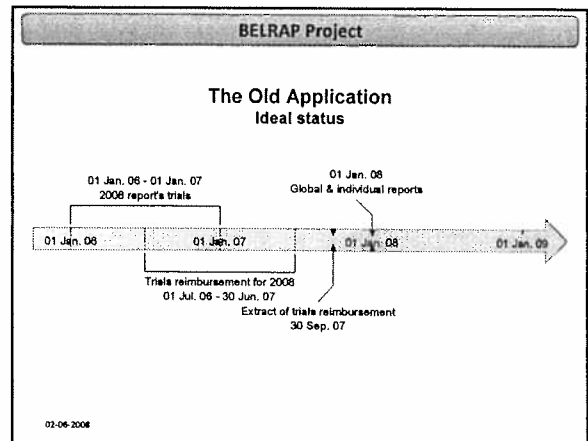 BELRAP Project
The Old Application
Ideal status
01 Jan. 06 - 01 Jan. 07
2008 report's trials
01 Jan. 08
Global & individual reports
01 Jan. 06
01 Jan. 07
01 Jan. 08
01 Jan. 09
Trials reimbursement for 2008
01 Jul. 06 - 30 Jun. 07
Extract of trials reimbursement
30 Sep. 07
02-06-2008